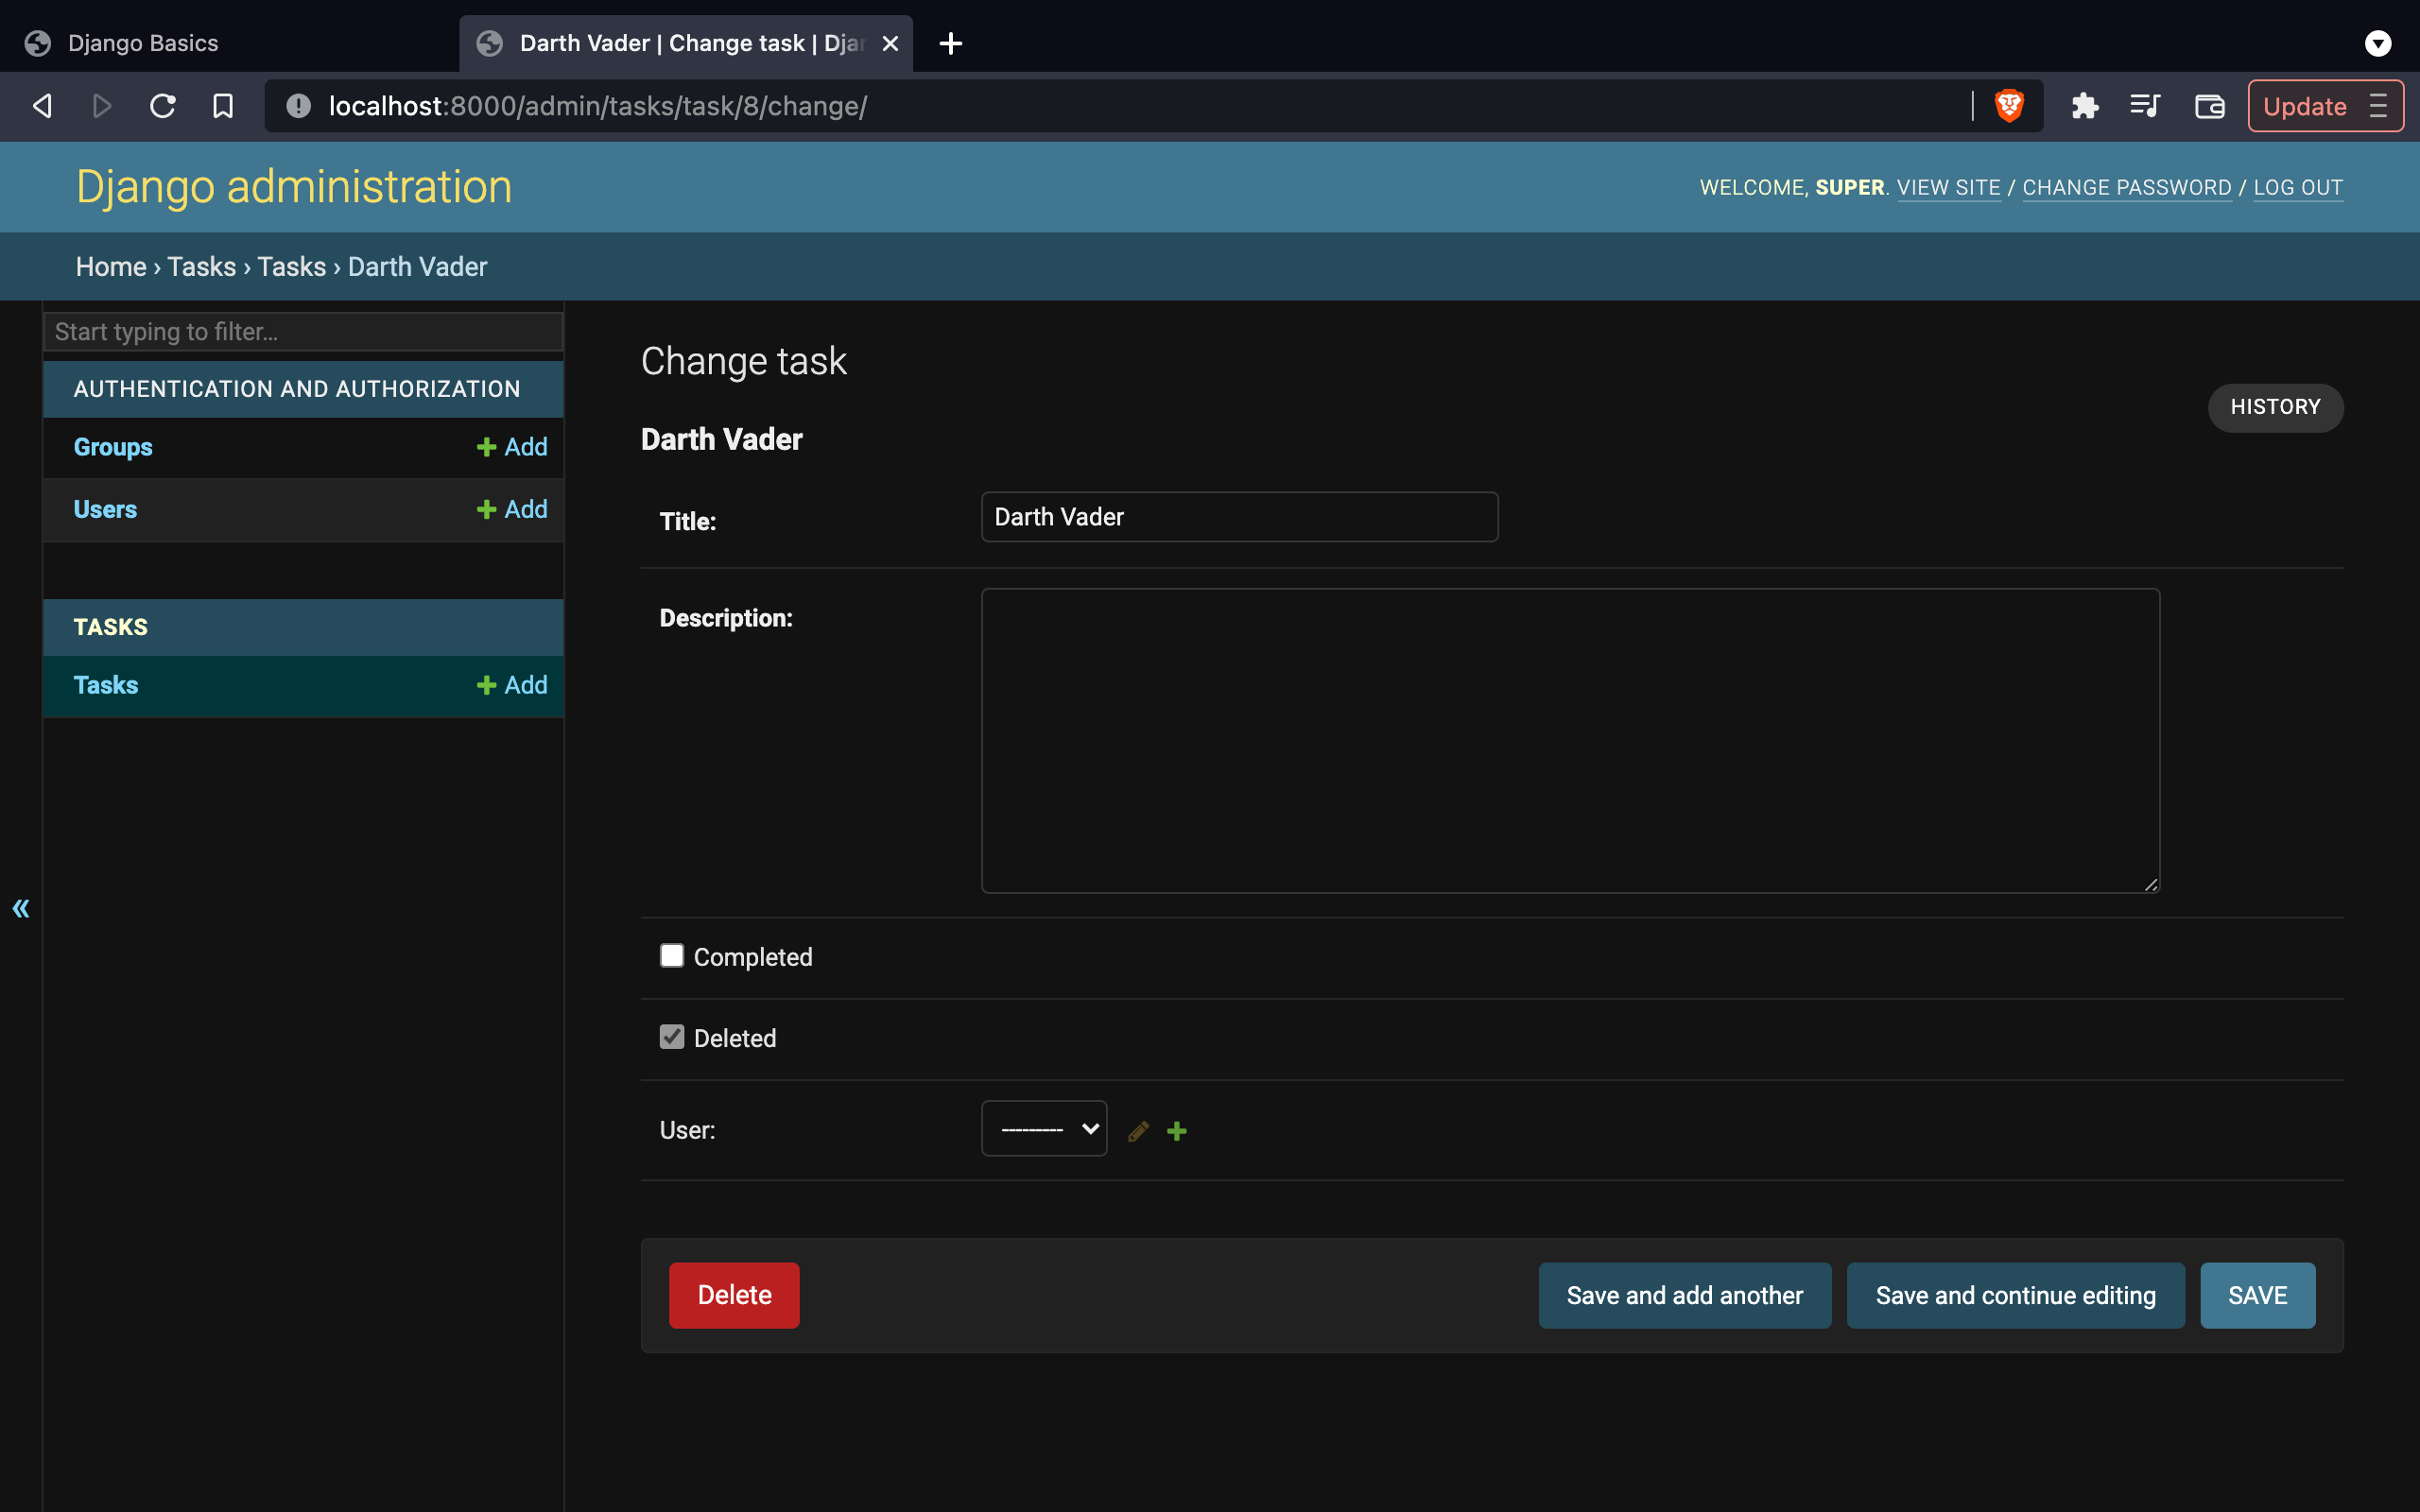 Django Basics
Darth Vader | Change task | Djar
localhost:8000/admin/tasks/task/8/change/
Update
Django administration
WELCOME, SUPER. VIEW SITE / CHANGE PASSWORD / LOG OUT
Home › Tasks › Tasks › Darth Vader
Start typing to filter...
AUTHENTICATION AND AUTHORIZATION
Groups + Add
Users + Add
TASKS
Tasks + Add
«
Change task
HISTORY
Darth Vader
Title: Darth Vader
Description:
Completed
Deleted
User: ---------
Delete Save and add another Save and continue editing SAVE